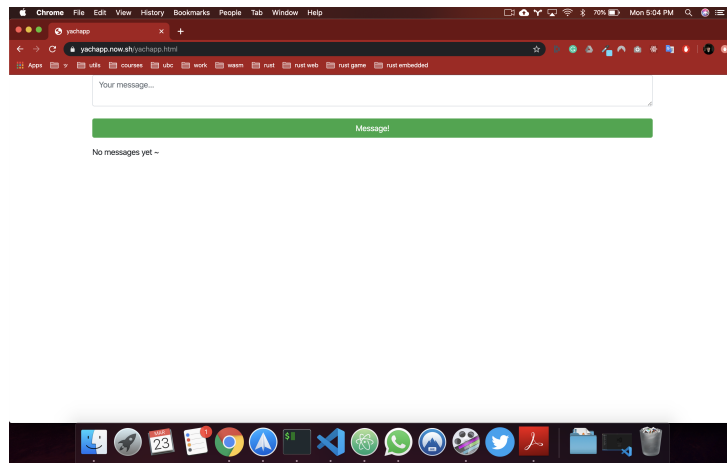 Chrome File Edit View History Bookmarks People Tab Window Help 70% Mon 5:04 PM
yachapp
yachapp.now.sh/yachapp.html
Apps utils courses ubc work wasm rust rust web rust game rust embedded
Your message...
Message!
No messages yet ~
MAR
23
1
$